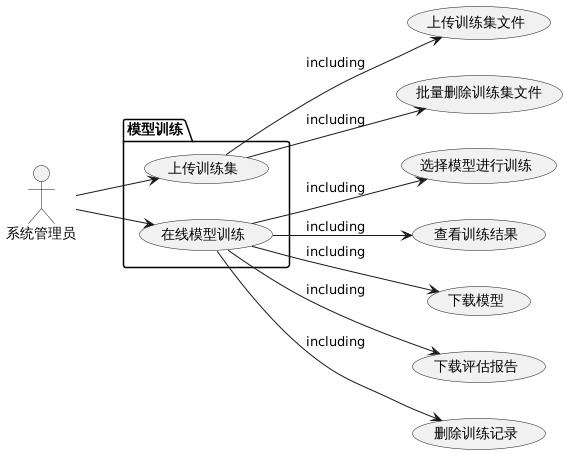 上传训练集文件
including
批量删除训练集文件
including
模型训练
上传训练集
选择模型进行训练
including
系统管理员
在线模型训练
including
查看训练结果
including
下载模型
including
下载评估报告
including
删除训练记录